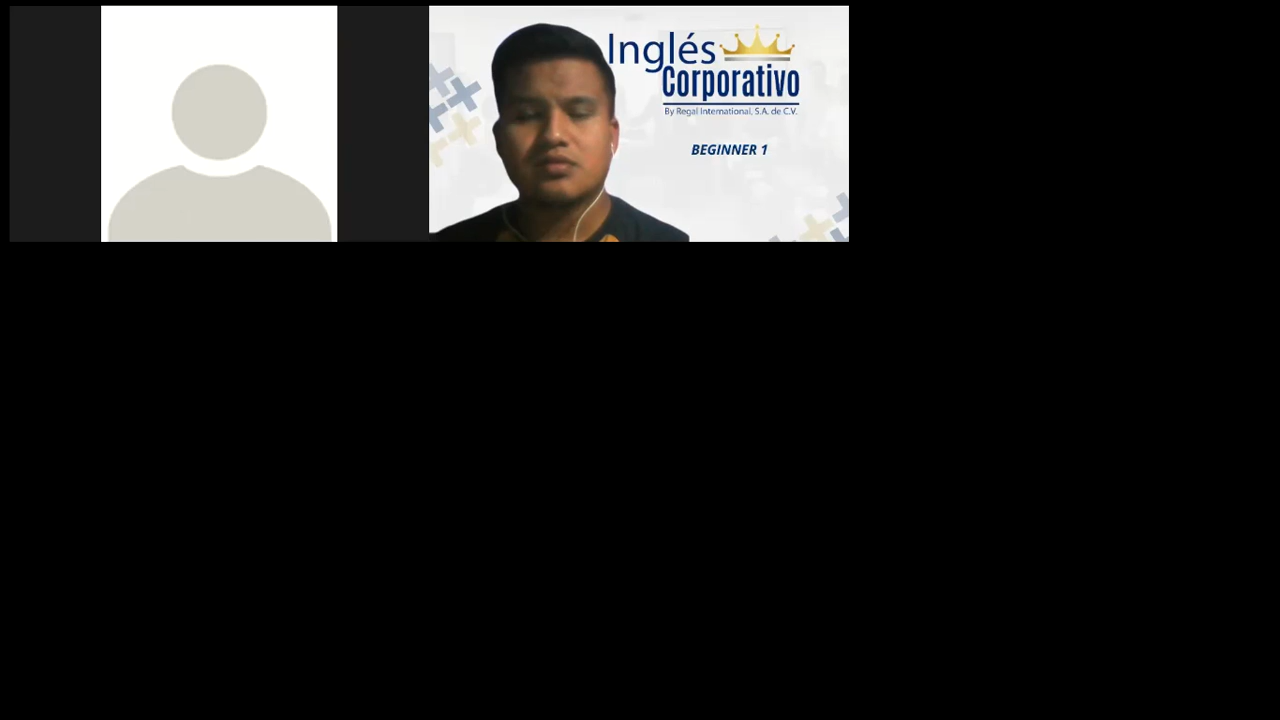 Inglés
Corporativo
By Regal International, S.A. de C.V.
BEGINNER 1